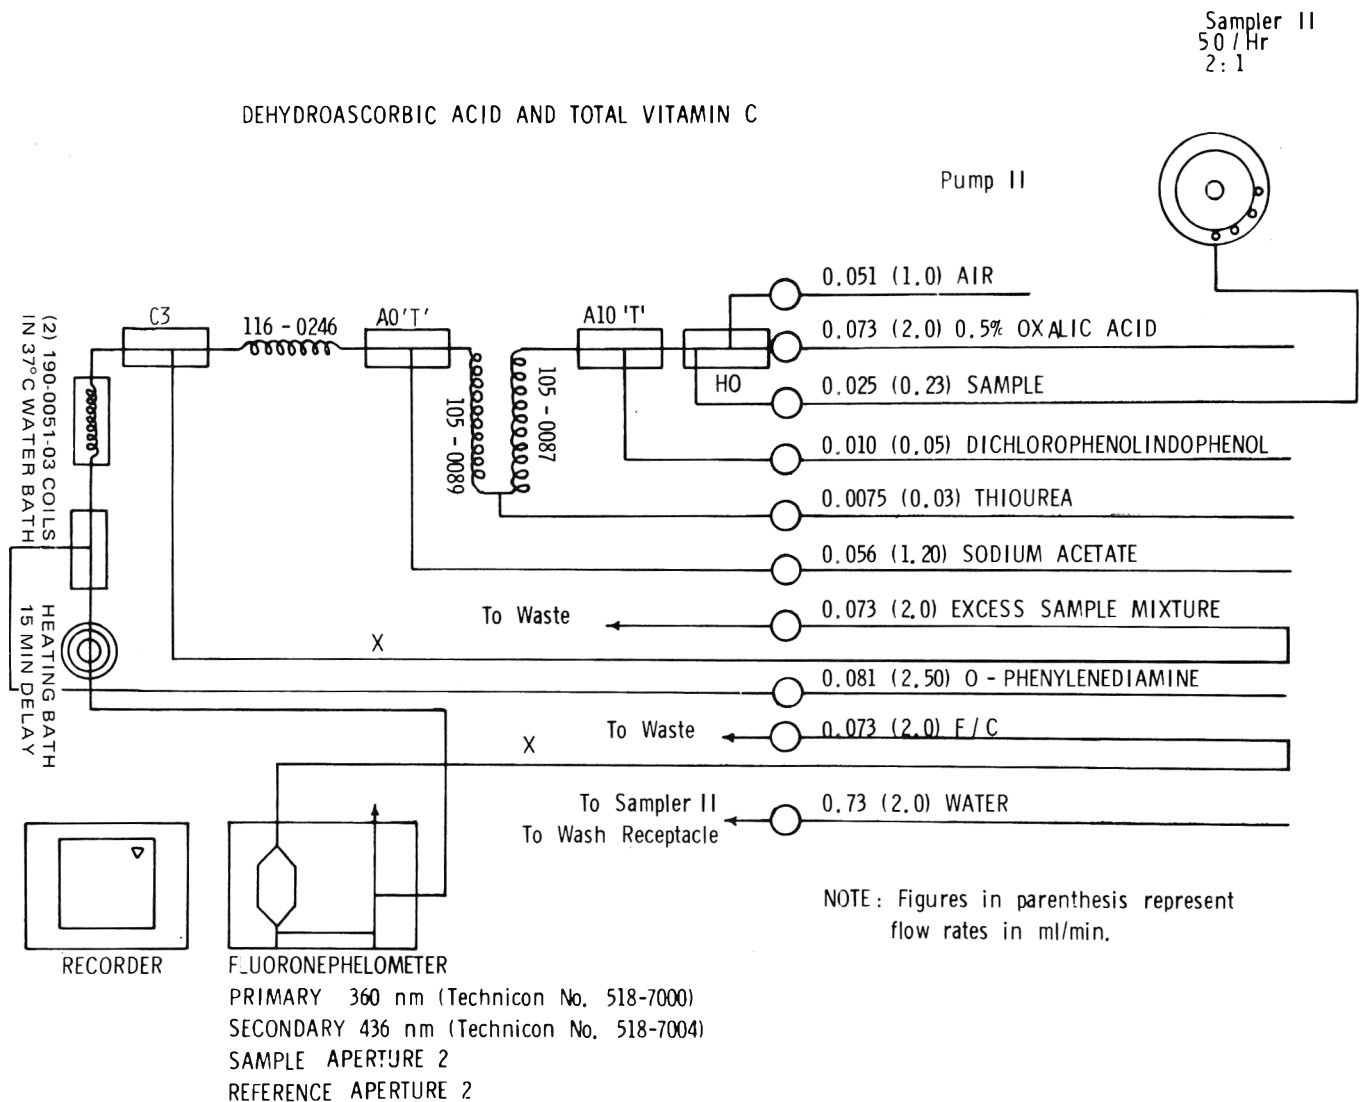 Sampler II
50/Hr
2:1
DEHYDROASCORBIC ACID AND TOTAL VITAMIN C
Pump II
0.051 (1.0) AIR
0.073 (2.0) 0.5% OXALIC ACID
0.025 (0.23) SAMPLE
0.010 (0.05) DICHLOROPHENOLINDOPHENOL
0.0075 (0.03) THIOUREA
0.056 (1.20) SODIUM ACETATE
0.073 (2.0) EXCESS SAMPLE MIXTURE
0.081 (2.50) O-PHENYLENEDIAMINE
0.073 (2.0) F/C
0.73 (2.0) WATER
C3
116-0246
A0'T'
A10 'T'
HO
105-0089
105-0087
(2) 190-0051-03 COILS
IN 37°C WATER BATH
HEATING BATH
15 MIN DELAY
To Waste
X
To Waste
X
To Sampler II
To Wash Receptacle
NOTE: Figures in parenthesis represent
flow rates in ml/min.
RECORDER
FLUORONEPHELOMETER
PRIMARY 360 nm (Technicon No. 518-7000)
SECONDARY 436 nm (Technicon No. 518-7004)
SAMPLE APERTURE 2
REFERENCE APERTURE 2